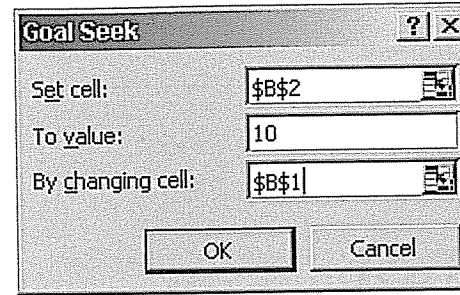 Goal Seek ? X
Set cell: $B$2
To value: 10
By changing cell: $B$1
OK Cancel